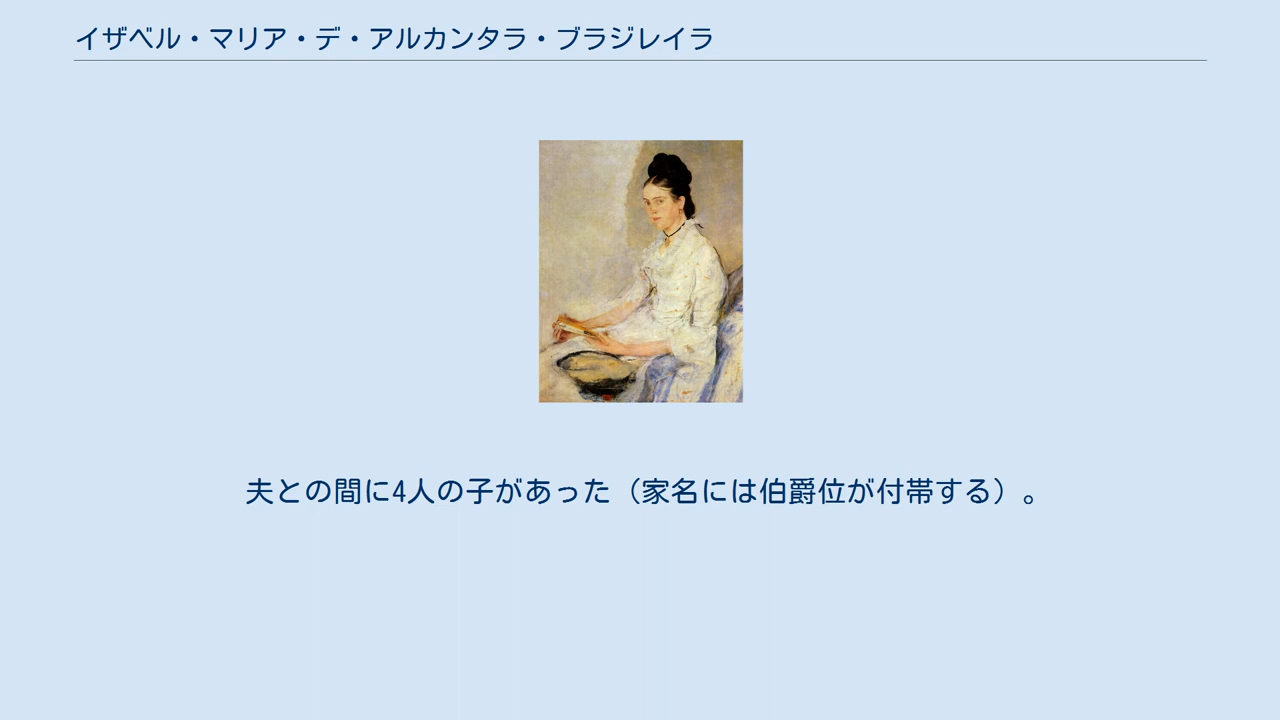 イザベル・マリア・デ・アルカンタラ・ブラジレイラ
夫との間に4人の子があった（家名には伯爵位が付帯する）。